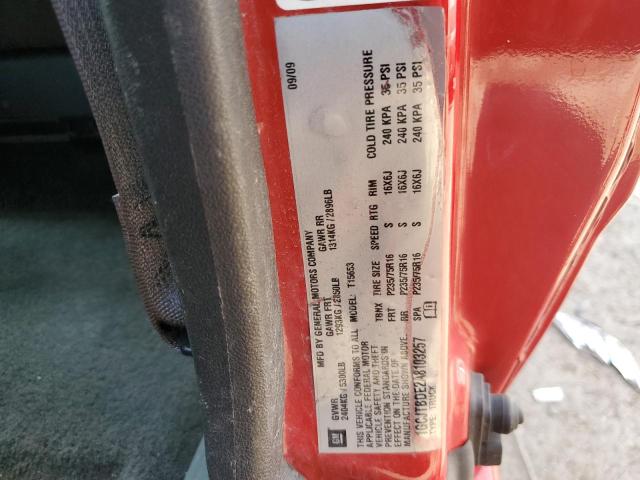 MFD BY GENERAL MOTORS COMPANY 09/09
GVWR GAWR FRT GAWR RR
2404KG/5300LB 1293KG/2850LB 1314KG/2896LB
THIS VEHICLE CONFORMS TO ALL MODEL: T15653
APPLICABLE FEDERAL MOTOR
VEHICLE SAFETY AND THEFT
PREVENTION STANDARDS IN
EFFECT ON THE DATE OF
MANUFACTURE SHOWN ABOVE.
TBNX TIRE SIZE SPEED RTG RIM COLD TIRE PRESSURE
FRT P235/75R16 S 16X6J 240 KPA 35 PSI
RR P235/75R16 S 16X6J 240 KPA 35 PSI
SPA P235/75R16 S 16X6J 240 KPA 35 PSI
1GCJTBDE2A8103257
TYPE: TRUCK
GM